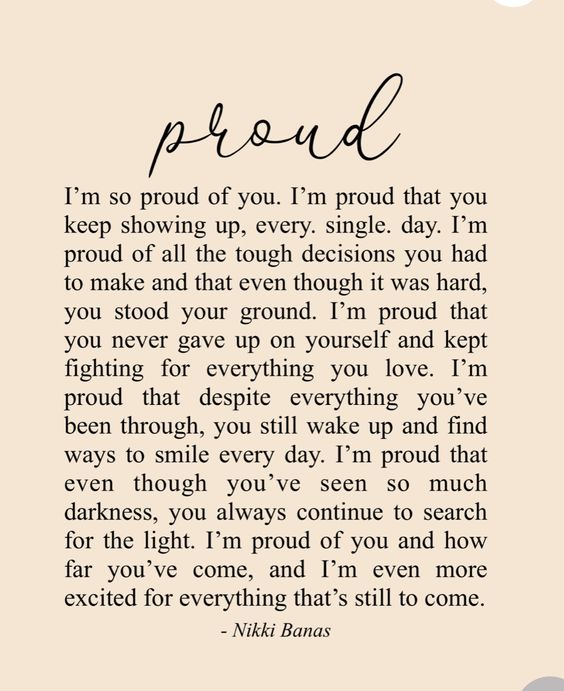 proud
I'm so proud of you. I'm proud that you
keep showing up, every. single. day. I'm
proud of all the tough decisions you had
to make and that even though it was hard,
you stood your ground. I'm proud that
you never gave up on yourself and kept
fighting for everything you love. I'm
proud that despite everything you've
been through, you still wake up and find
ways to smile every day. I'm proud that
even though you've seen so much
darkness, you always continue to search
for the light. I'm proud of you and how
far you've come, and I'm even more
excited for everything that's still to come.
- Nikki Banas